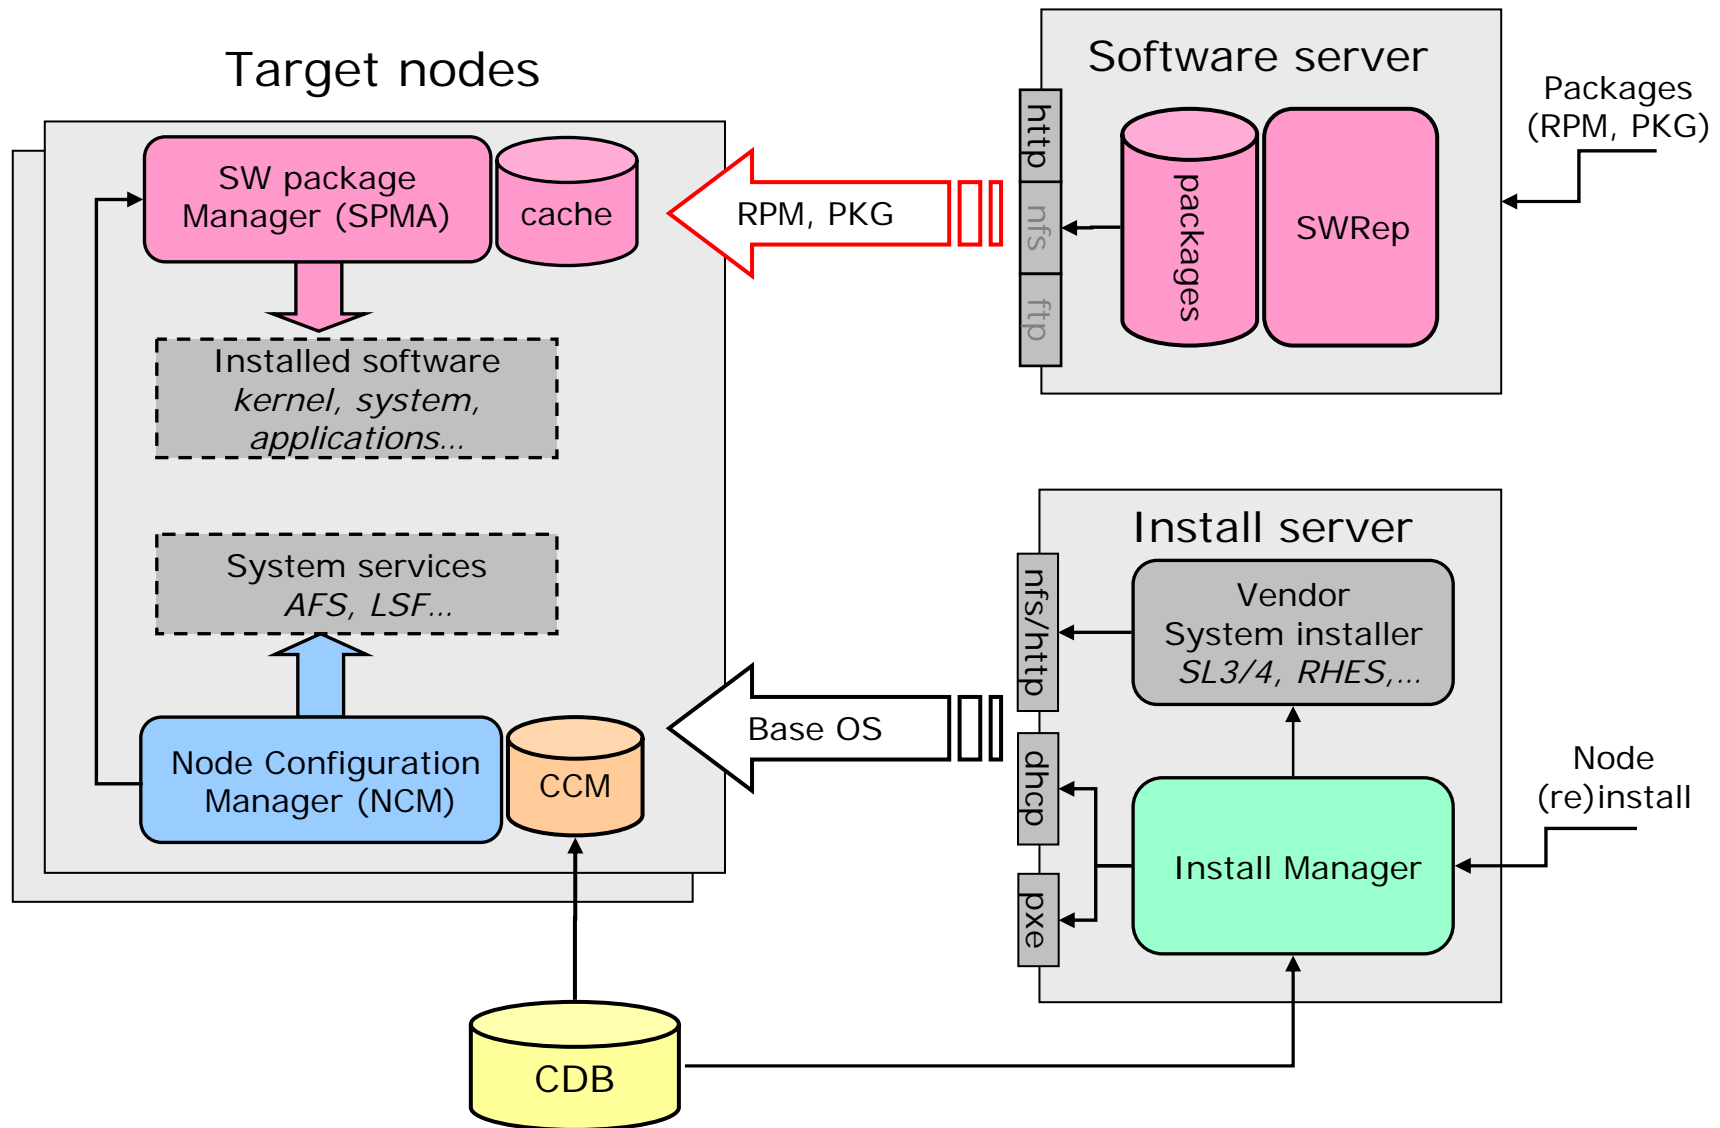 Target nodes
SW package
Manager (SPMA)
cache
Installed software
kernel, system,
applications...
System services
AFS, LSF...
Node Configuration
Manager (NCM)
CCM
CDB
RPM, PKG
Base OS
Software server
http
nfs
ftp
packages
SWRep
Packages
(RPM, PKG)
Install server
nfs/http
dhcp
pxe
Vendor
System installer
SL3/4, RHES,...
Install Manager
Node
(re)install